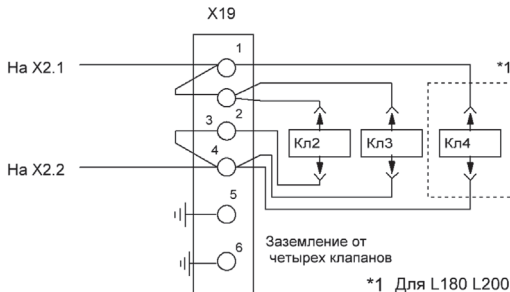 X19
1
На X2.1
*1
2
3
Кл2
Кл3
Кл4
4
На X2.2
5
Заземление от
четырех клапанов
6
*1 Для L180 L200